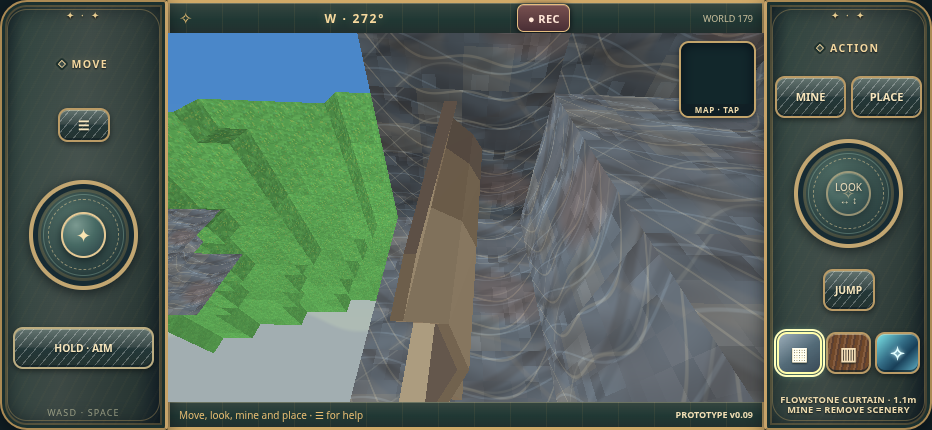 W · 272°
● REC
WORLD 179
MOVE
☰
HOLD · AIM
WASD · SPACE
MAP · TAP
ACTION
MINE
PLACE
LOOK
↔ ↕
JUMP
FLOWSTONE CURTAIN · 1.1m
MINE = REMOVE SCENERY
Move, look, mine and place · ☰ for help
PROTOTYPE v0.09